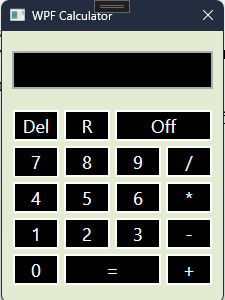 WPF Calculator
Del R Off
7 8 9 /
4 5 6 *
1 2 3 -
0 = +